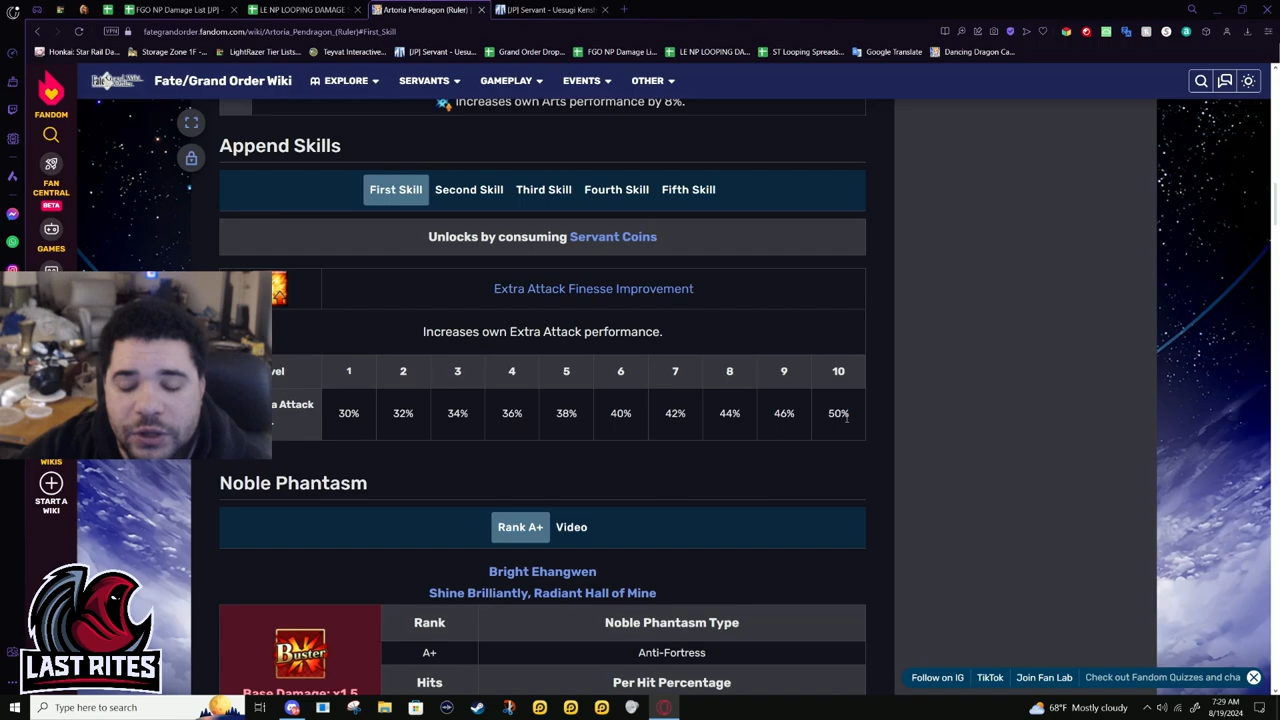 FGO NP Damage List [JP] -
LE NP LOOPING DAMAGE
Artoria Pendragon (Ruler) |
[JP] Servant - Uesugi Kensh
VPN
fategrandorder.fandom.com/wiki/Artoria_Pendragon_(Ruler)#First_Skill
Honkai: Star Rail Da...
Storage Zone 1F -...
LightRazer Tier Lists...
Teyvat Interactive...
[JP] Servant - Uesu...
Grand Order Drop...
FGO NP Damage Li...
LE NP LOOPING DA...
ST Looping Spreads...
Google Translate
Dancing Dragon Ca...
Fate/Grand Order Wiki
EXPLORE
SERVANTS
GAMEPLAY
EVENTS
OTHER
FANDOM
FAN
CENTRAL
BETA
GAMES
WIKIS
START A
WIKI
Increases own Arts performance by 8%.
Append Skills
First Skill Second Skill Third Skill Fourth Skill Fifth Skill
Unlocks by consuming Servant Coins
Extra Attack Finesse Improvement
Increases own Extra Attack performance.
vel 1 2 3 4 5 6 7 8 9 10
a Attack 30% 32% 34% 36% 38% 40% 42% 44% 46% 50%
Noble Phantasm
Rank A+ Video
Bright Ehangwen
Shine Brilliantly, Radiant Hall of Mine
Rank Noble Phantasm Type
A+ Anti-Fortress
Hits Per Hit Percentage
Buster
Base Damage: x1.5
LAST RITES
Follow on IG TikTok Join Fan Lab Check out Fandom Quizzes and cha
Type here to search
68°F Mostly cloudy
7:29 AM
8/19/2024